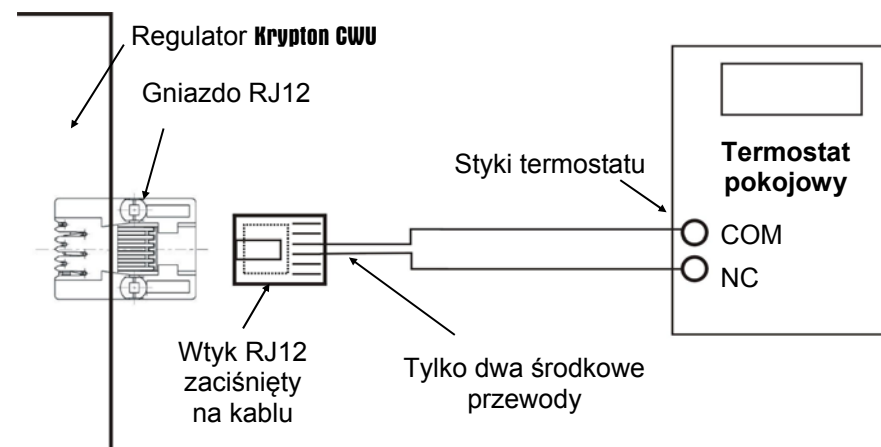 Regulator Krypton CWU
Gniazdo RJ12
Styki termostatu
Termostat
pokojowy
COM
NC
Wtyk RJ12
zaciśnięty
na kablu
Tylko dwa środkowe
przewody